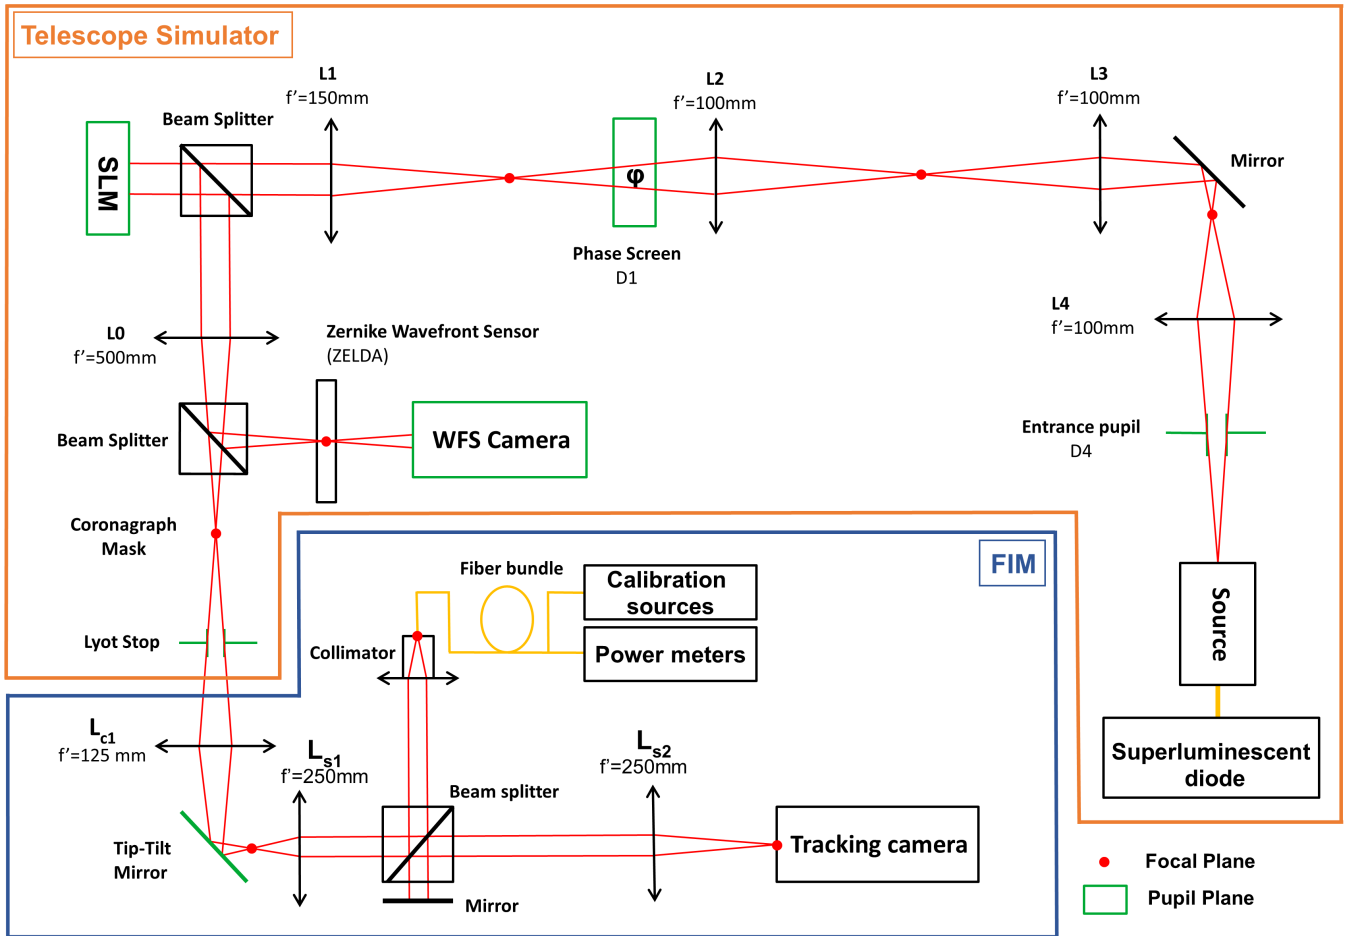 Telescope Simulator
L1
f’=150mm
L2
f’=100mm
L3
f’=100mm
Beam Splitter
SLM
φ
Mirror
Phase Screen
D1
L0
f’=500mm
Zernike Wavefront Sensor
(ZELDA)
L4
f’=100mm
Beam Splitter
WFS Camera
Entrance pupil
D4
Coronagraph
Mask
FIM
Fiber bundle
Calibration
sources
Source
Lyot Stop
Collimator
Power meters
Lc1
f’=125 mm
Ls1
f’=250mm
Ls2
f’=250mm
Superluminescent
diode
Beam splitter
Tip-Tilt
Mirror
Tracking camera
Mirror
Focal Plane
Pupil Plane